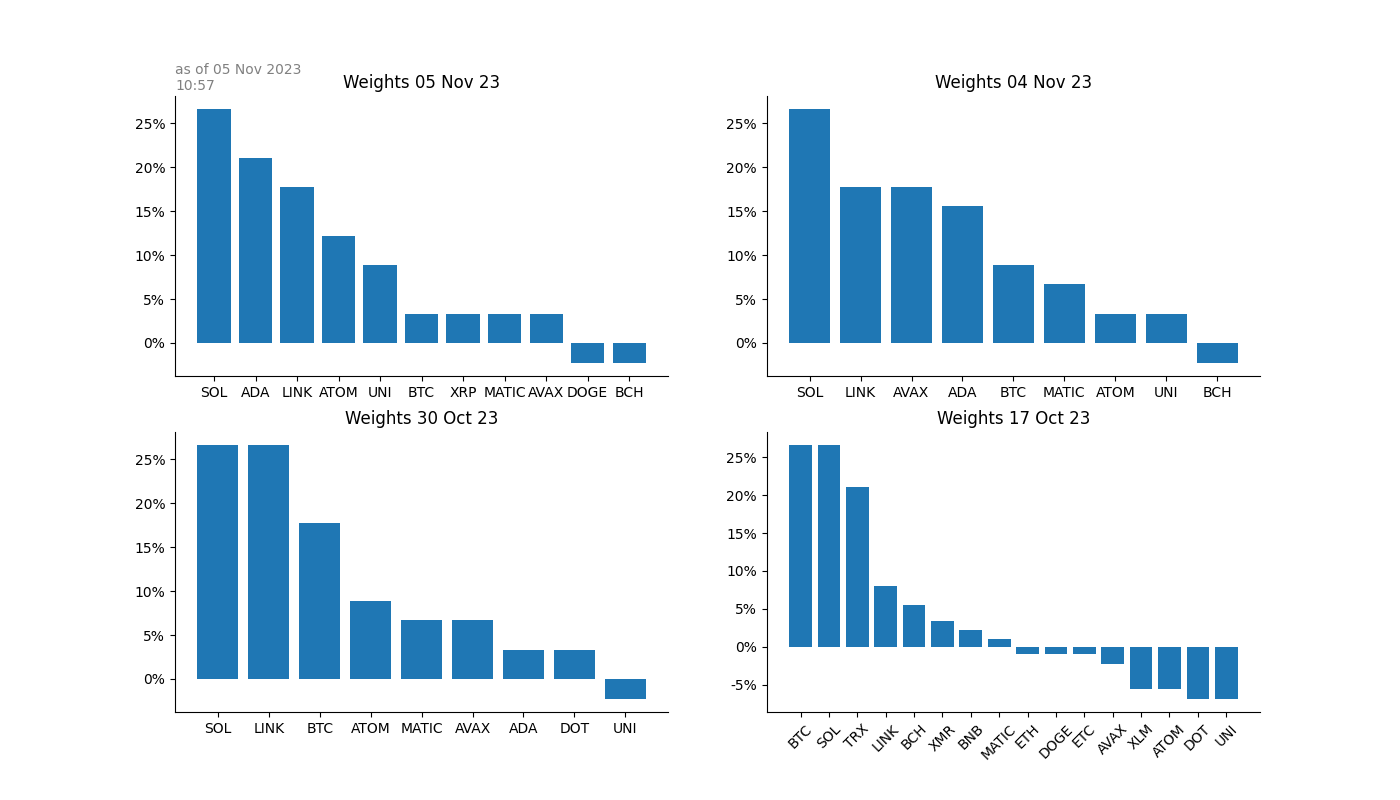 as of 05 Nov 2023
10:57
Weights 05 Nov 23
25%
20%
15%
10%
5%
0%
SOL ADA LINK ATOM UNI BTC XRP MATIC AVAX DOGE BCH
Weights 04 Nov 23
25%
20%
15%
10%
5%
0%
SOL LINK AVAX ADA BTC MATIC ATOM UNI BCH
Weights 30 Oct 23
25%
20%
15%
10%
5%
0%
SOL LINK BTC ATOM MATIC AVAX ADA DOT UNI
Weights 17 Oct 23
25%
20%
15%
10%
5%
0%
-5%
BTC SOL TRX LINK BCH XMR BNB MATIC ETH DOGE ETC AVAX XLM ATOM DOT UNI